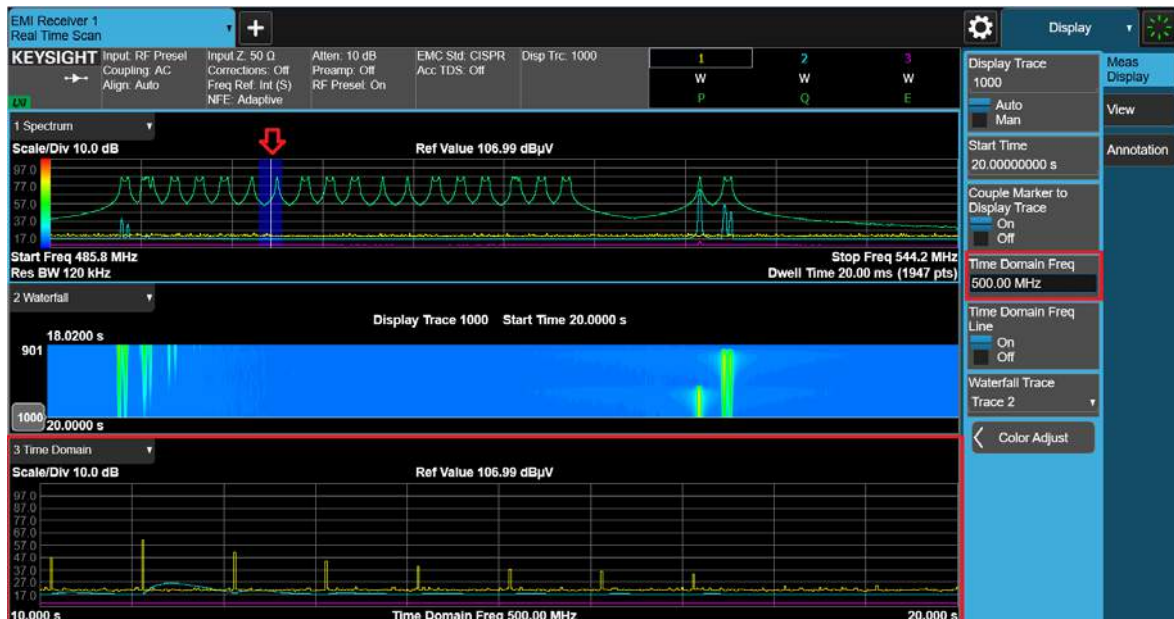 EMI Receiver 1
Real Time Scan
+
Display
KEYSIGHT
LXI
Input: RF Presel
Coupling: AC
Align: Auto
Input Z: 50 Ω
Corrections: Off
Freq Ref: Int (S)
NFE: Adaptive
Atten: 10 dB
Preamp: Off
RF Presel: On
EMC Std: CISPR
Acc TDS: Off
Disp Trc: 1000
1 2 3
W W W
P Q E
1 Spectrum
Scale/Div 10.0 dB
Ref Value 106.99 dBµV
97.0
77.0
57.0
37.0
17.0
Start Freq 485.8 MHz
Stop Freq 544.2 MHz
Res BW 120 kHz
Dwell Time 20.00 ms (1947 pts)
2 Waterfall
Display Trace 1000 Start Time 20.0000 s
18.0200 s
901
1000
20.0000 s
3 Time Domain
Scale/Div 10.0 dB
Ref Value 106.99 dBµV
97.0
87.0
77.0
67.0
57.0
47.0
37.0
27.0
17.0
10.000 s
Time Domain Freq 500.00 MHz
20.000 s
Display Trace
1000
Auto
Man
Start Time
20.00000000 s
Couple Marker to
Display Trace
On
Off
Time Domain Freq
500.00 MHz
Time Domain Freq
Line
On
Off
Waterfall Trace
Trace 2
Color Adjust
Meas
Display
View
Annotation